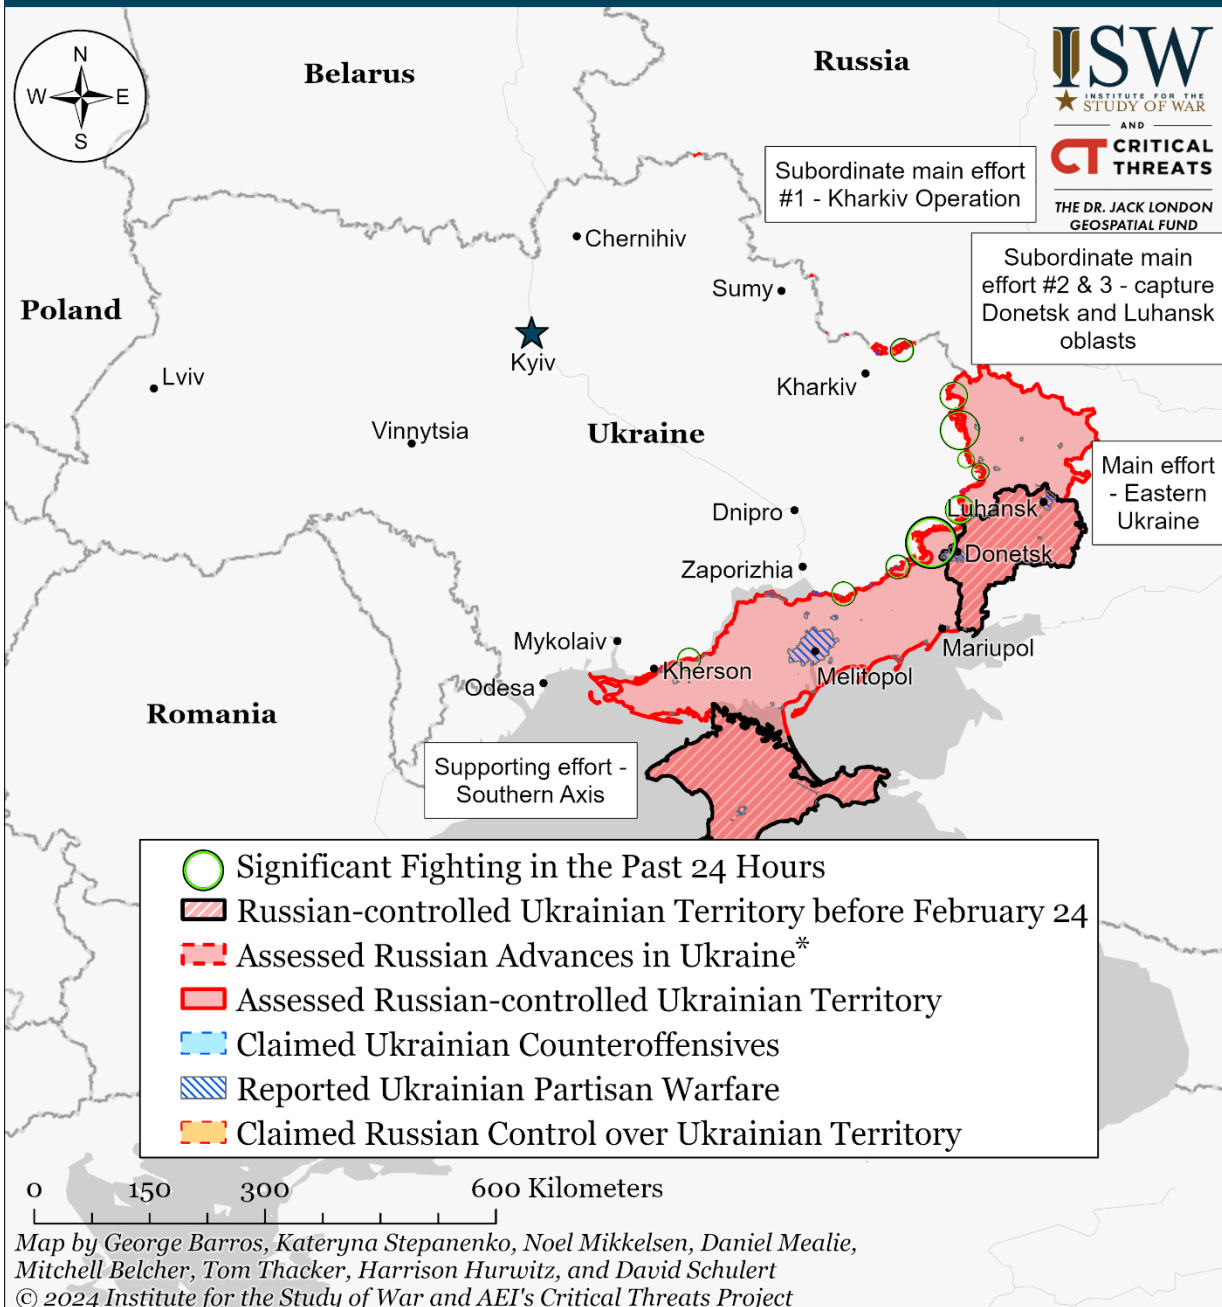 N
W
E
S
Belarus
Russia
ISW
INSTITUTE FOR THE
STUDY OF WAR
AND
CT CRITICAL
THREATS
THE DR. JACK LONDON
GEOSPATIAL FUND
Subordinate main effort
#1 - Kharkiv Operation
Subordinate main
effort #2 & 3 - capture
Donetsk and Luhansk
oblasts
Chernihiv
Sumy
Poland
Kyiv
Lviv
Kharkiv
Vinnytsia
Ukraine
Main effort
- Eastern
Ukraine
Luhansk
Dnipro
Donetsk
Zaporizhia
Mykolaiv
Mariupol
Kherson
Melitopol
Odesa
Romania
Supporting effort -
Southern Axis
Significant Fighting in the Past 24 Hours
Russian-controlled Ukrainian Territory before February 24
Assessed Russian Advances in Ukraine*
Assessed Russian-controlled Ukrainian Territory
Claimed Ukrainian Counteroffensives
Reported Ukrainian Partisan Warfare
Claimed Russian Control over Ukrainian Territory
0 150 300 600 Kilometers
Map by George Barros, Kateryna Stepanenko, Noel Mikkelsen, Daniel Mealie,
Mitchell Belcher, Tom Thacker, Harrison Hurwitz, and David Schulert
© 2024 Institute for the Study of War and AEI's Critical Threats Project